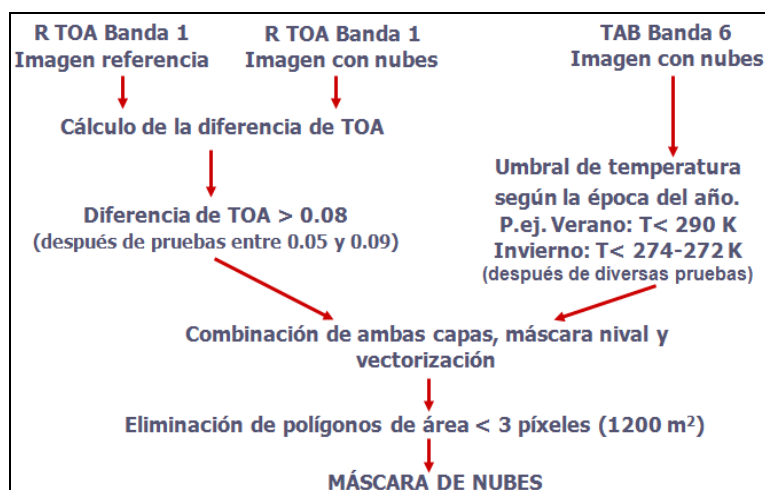 R TOA Banda 1
Imagen referencia
R TOA Banda 1
Imagen con nubes
TAB Banda 6
Imagen con nubes
Cálculo de la diferencia de TOA
Diferencia de TOA > 0.08
(después de pruebas entre 0.05 y 0.09)
Umbral de temperatura
según la época del año.
P.ej. Verano: T< 290 K
Invierno: T< 274-272 K
(después de diversas pruebas)
Combinación de ambas capas, máscara nival y
vectorización
Eliminación de polígonos de área < 3 píxeles (1200 m²)
MÁSCARA DE NUBES